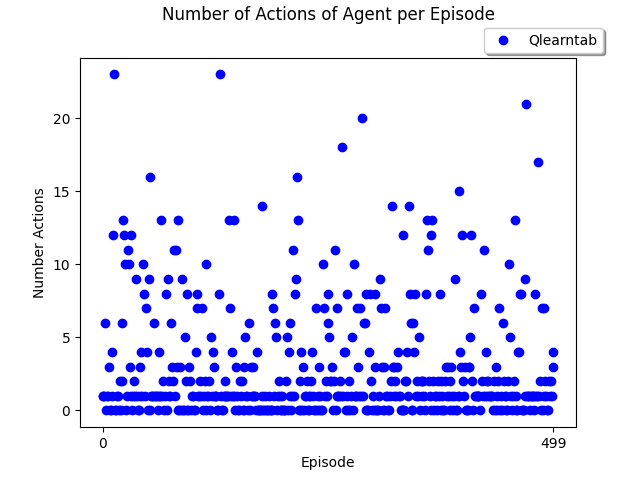 Number of Actions of Agent per Episode
Qlearntab
20
15
10
5
0
Number Actions
0
499
Episode